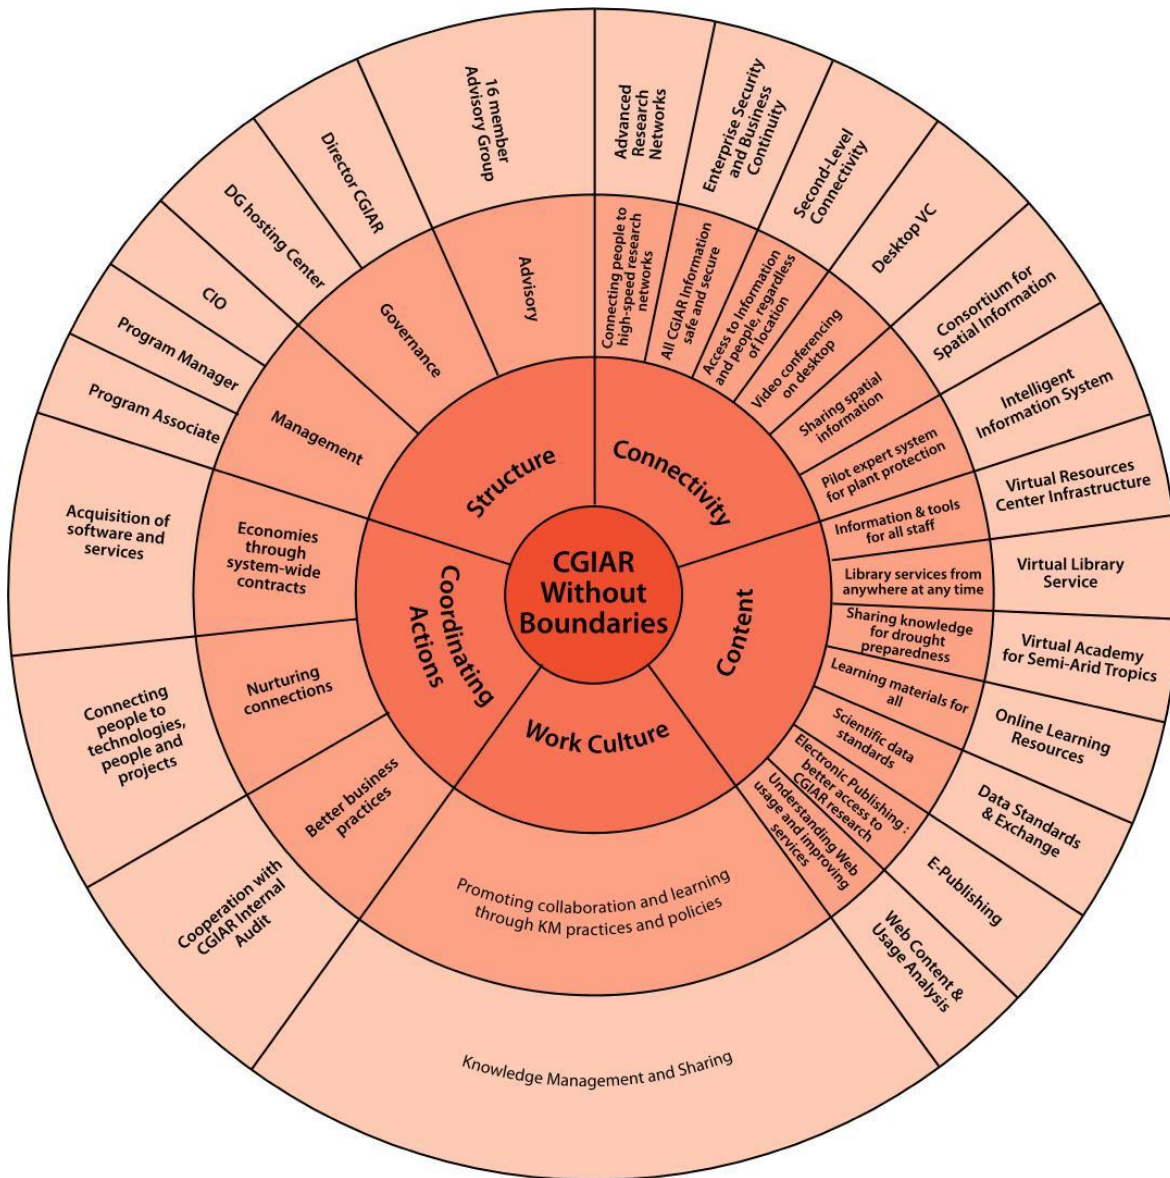 CGIAR
Without
Boundaries
Structure
Connectivity
Content
Work Culture
Coordinating
Actions
Advisory
16 member
Advisory Group
Governance
Director CGIAR
DG hosting Center
Management
CIO
Program Manager
Program Associate
Connecting people to
high-speed research
networks
Advanced
Research
Networks
All CGIAR Information
safe and secure
Enterprise Security
and Business
Continuity
Access to Information
and people, regardless
of location
Second-Level
Connectivity
Video conferencing
on desktop
Desktop VC
Sharing spatial
information
Consortium for
Spatial Information
Pilot expert system
for plant protection
Intelligent
Information System
Information & tools
for all staff
Virtual Resources
Center Infrastructure
Library services from
anywhere at any time
Virtual Library
Service
Sharing knowledge
for drought
preparedness
Virtual Academy
for Semi-Arid Tropics
Learning materials for
all
Online Learning
Resources
Scientific data
standards
Data Standards
& Exchange
Electronic Publishing :
better access to
CGIAR research
E-Publishing
Understanding Web
usage and improving
services
Web Content &
Usage Analysis
Promoting collaboration and learning
through KM practices and policies
Knowledge Management and Sharing
Better business
practices
Cooperation with
CGIAR Internal
Audit
Nurturing
connections
Connecting
people to
technologies,
people and
projects
Economies
through
system-wide
contracts
Acquisition of
software and
services